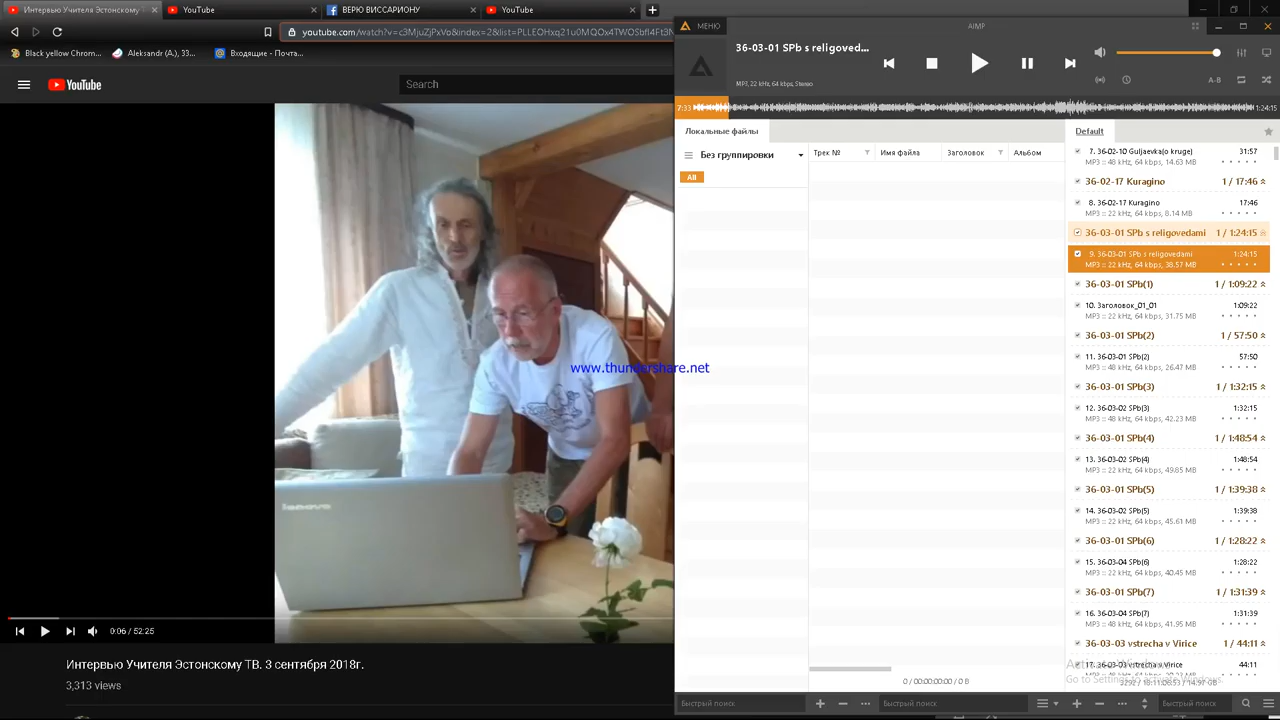 Интервью Учителя Эстонскому
YouTube
ВЕРЮ ВИССАРИОНУ
YouTube
youtube.com/watch?v=c3MjuZjPxVo&index=2&list=PLLEOHxq21u0MQOx4TWOSbfl4Ft3N
Black yellow Chrom...
Aleksandr (A.), 33...
Входящие - Почта...
YouTube
Search
lenovo
www.thundershare.net
0:06 / 52:25
Интервью Учителя Эстонскому ТВ. 3 сентября 2018г.
3,313 views
МЕНЮ
AIMP
36-03-01 SPb s religoved...
MP3, 22 kHz, 64 kbps, Stereo
A-B
7:33
1:24:15
Локальные файлы
Default
Без группировки
All
Трек №
Имя файла
Заголовок
Альбом
7. 36-02-10 Guljaevka(o kruge) 31:57
MP3 :: 48 kHz, 64 kbps, 14.63 MB
36-02-17 Kuragino 1 / 17:46
8. 36-02-17 Kuragino 17:46
MP3 :: 22 kHz, 64 kbps, 8.14 MB
36-03-01 SPb s religovedami 1 / 1:24:15
9. 36-03-01 SPb s religovedami 1:24:15
MP3 :: 22 kHz, 64 kbps, 38.57 MB
36-03-01 SPb(1) 1 / 1:09:22
10. Заголовок_01_01 1:09:22
MP3 :: 22 kHz, 64 kbps, 31.75 MB
36-03-01 SPb(2) 1 / 57:50
11. 36-03-01 SPb(2) 57:50
MP3 :: 22 kHz, 64 kbps, 26.47 MB
36-03-01 SPb(3) 1 / 1:32:15
12. 36-03-02 SPb(3) 1:32:15
MP3 :: 48 kHz, 64 kbps, 42.23 MB
36-03-01 SPb(4) 1 / 1:48:54
13. 36-03-02 SPb(4) 1:48:54
MP3 :: 22 kHz, 64 kbps, 49.85 MB
36-03-01 SPb(5) 1 / 1:39:38
14. 36-03-02 SPb(5) 1:39:38
MP3 :: 22 kHz, 64 kbps, 45.61 MB
36-03-01 SPb(6) 1 / 1:28:22
15. 36-03-04 SPb(6) 1:28:22
MP3 :: 22 kHz, 64 kbps, 40.45 MB
36-03-01 SPb(7) 1 / 1:31:39
16. 36-03-04 SPb(7) 1:31:39
MP3 :: 48 kHz, 64 kbps, 41.95 MB
36-03-03 vstrecha v Virice 1 / 44:11
17. 36-03-03 vstrecha v Virice 44:11
Go to Settings to activate Windows.
0 / 00:00:00:00 / 0 B
Быстрый поиск
Быстрый поиск
Быстрый поиск